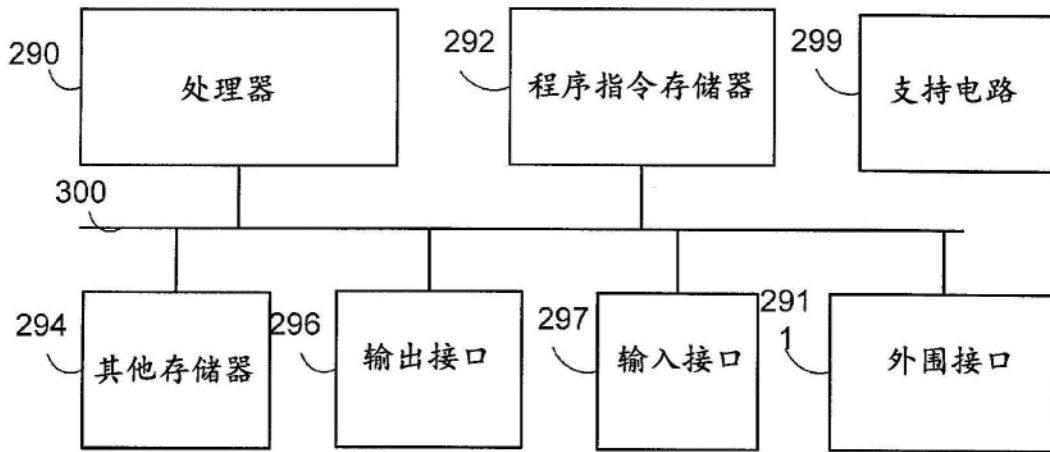 290
处理器
292
程序指令存储器
299
支持电路
300
294
其他存储器
296
输出接口
297
输入接口
291
1
外围接口